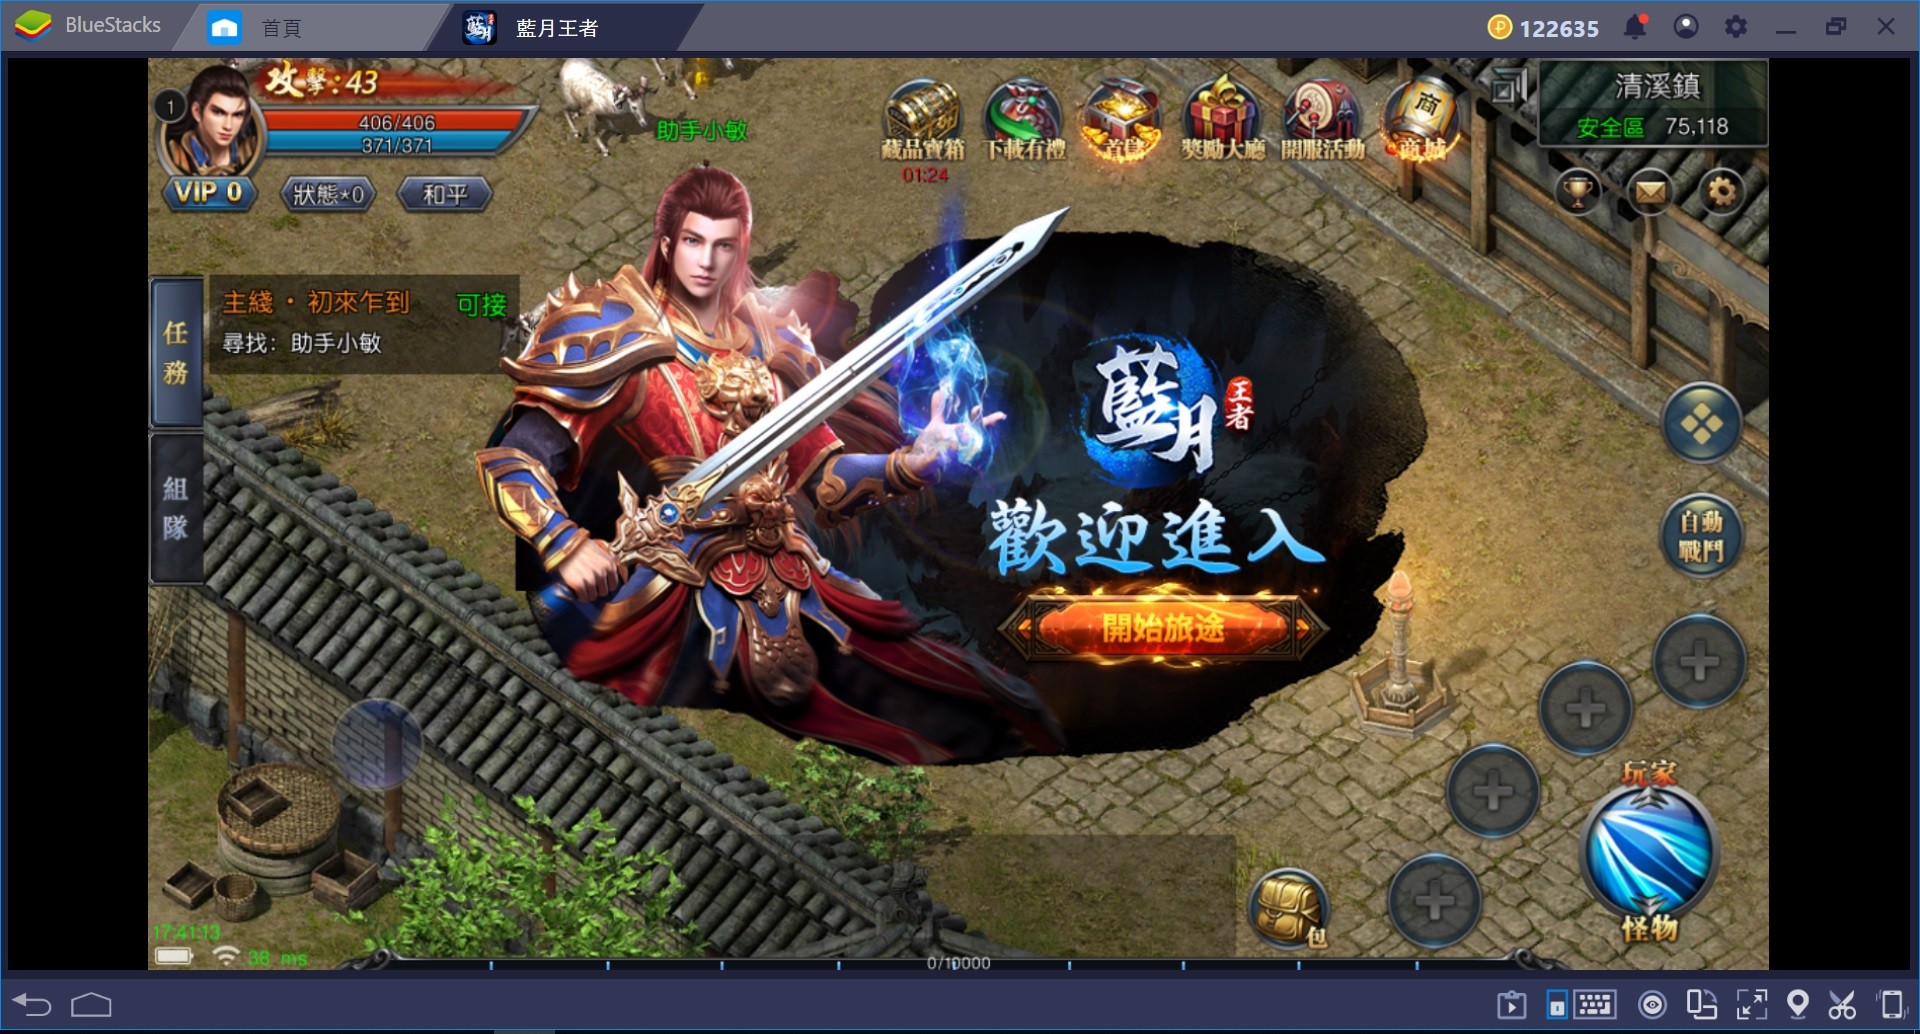 BlueStacks
首頁
藍月王者
122635
攻擊:43
1
406/406
371/371
VIP 0
狀態*0
和平
助手小敏
藏品寶箱
01:24
下載有禮
首儲
獎勵大廳
開服活動
商
商城
清溪鎮
安全區 75,118
任務
主綫·初來乍到 可接
尋找: 助手小敏
組隊
藍月
王者
歡迎進入
開始旅途
自動
戰鬥
玩家
怪物
包
17:41:13
38 ms
0/10000